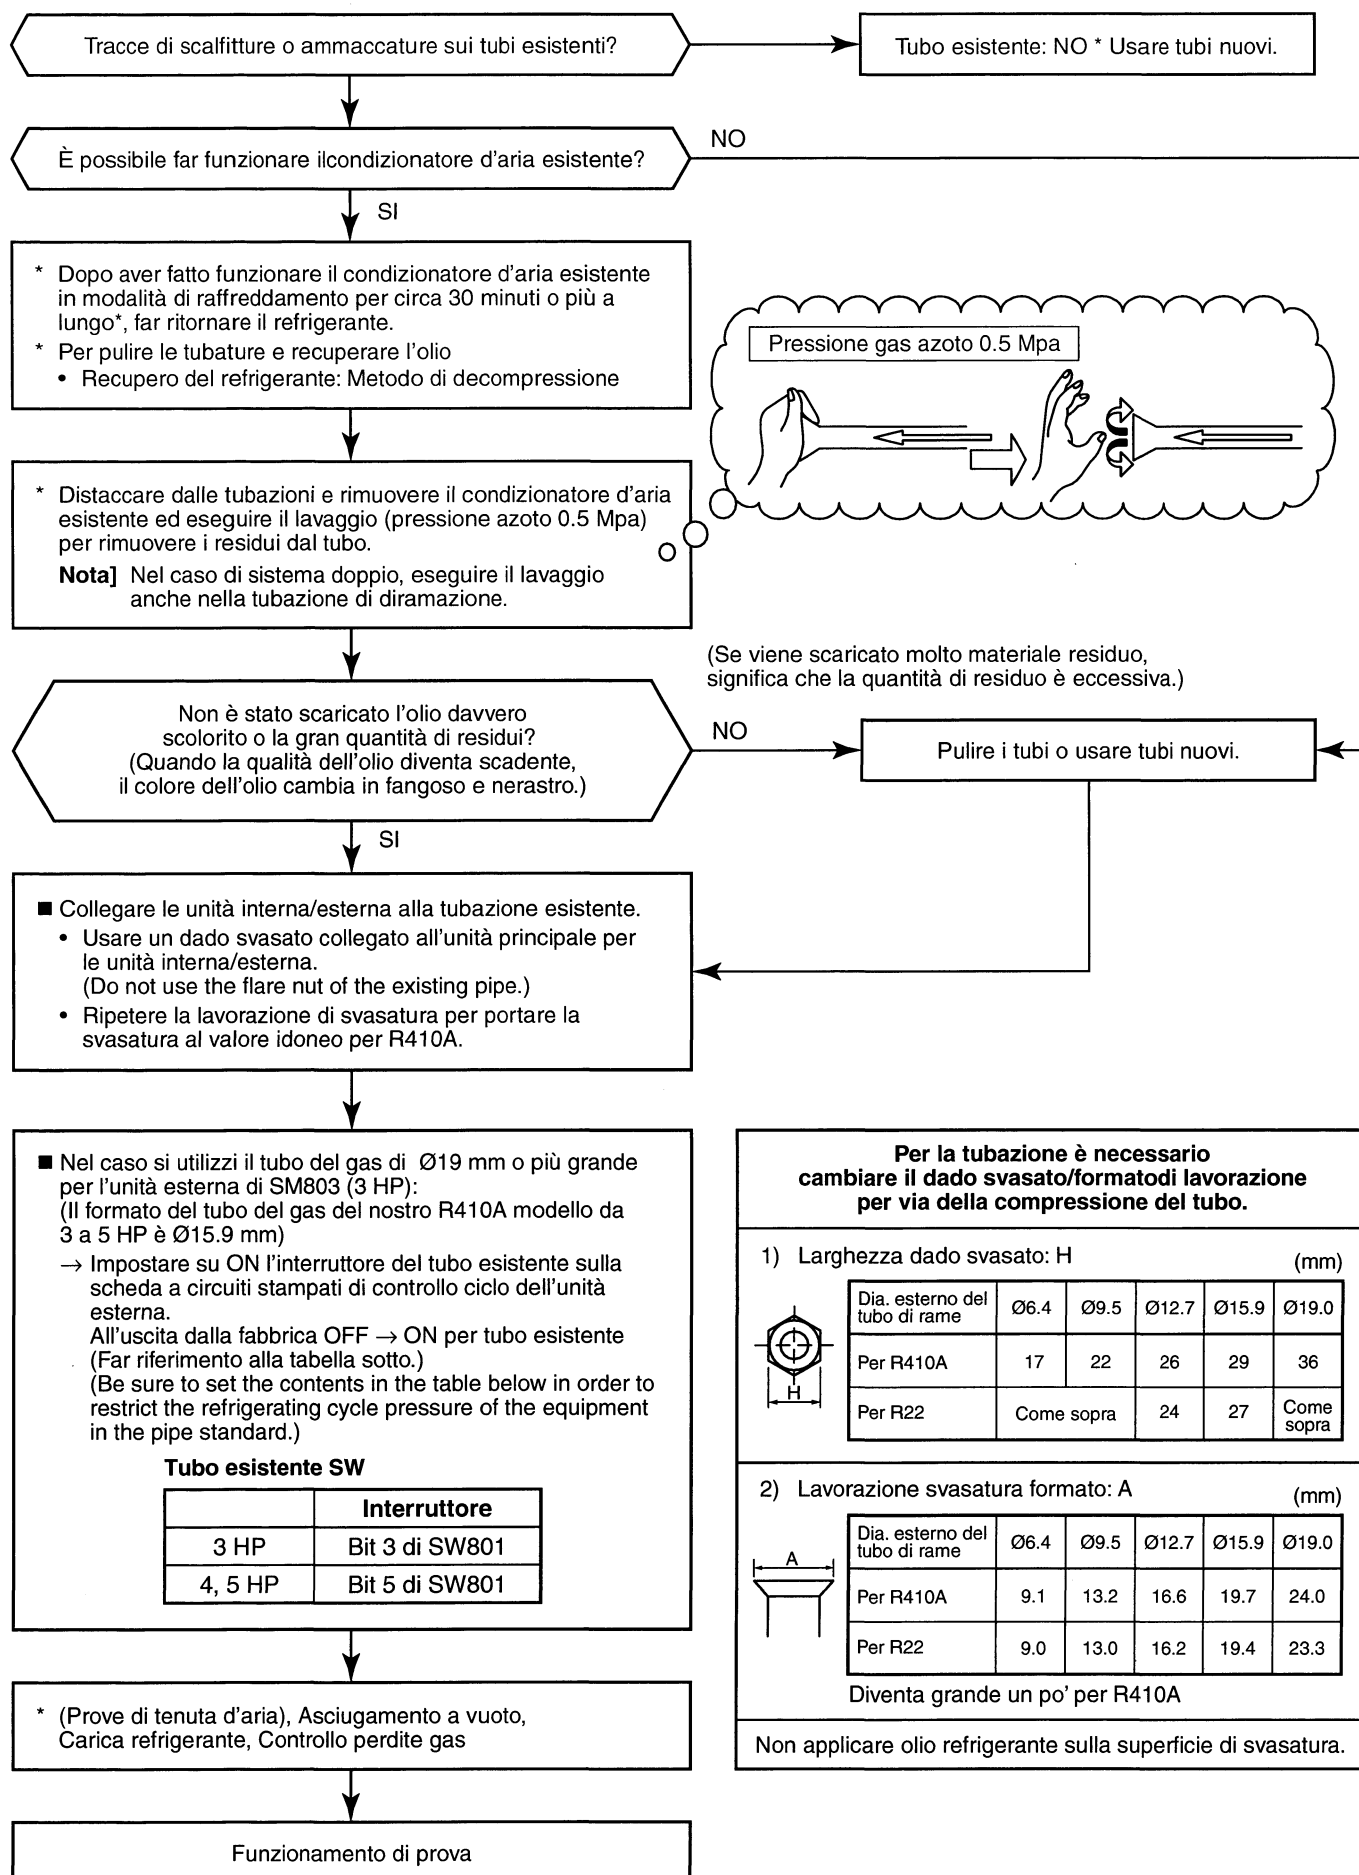 Tracce di scalfitture o ammaccature sui tubi esistenti?
Tubo esistente: NO * Usare tubi nuovi.
È possibile far funzionare ilcondizionatore d'aria esistente?
NO
SI
* Dopo aver fatto funzionare il condizionatore d'aria esistente
in modalità di raffreddamento per circa 30 minuti o più a
lungo*, far ritornare il refrigerante.
* Per pulire le tubature e recuperare l'olio
• Recupero del refrigerante: Metodo di decompressione
Pressione gas azoto 0.5 Mpa
* Distaccare dalle tubazioni e rimuovere il condizionatore d'aria
esistente ed eseguire il lavaggio (pressione azoto 0.5 Mpa)
per rimuovere i residui dal tubo.
Nota] Nel caso di sistema doppio, eseguire il lavaggio
anche nella tubazione di diramazione.
(Se viene scaricato molto materiale residuo,
significa che la quantità di residuo è eccessiva.)
Non è stato scaricato l'olio davvero
scolorito o la gran quantità di residui?
(Quando la qualità dell'olio diventa scadente,
il colore dell'olio cambia in fangoso e nerastro.)
NO
Pulire i tubi o usare tubi nuovi.
SI
■ Collegare le unità interna/esterna alla tubazione esistente.
• Usare un dado svasato collegato all'unità principale per
le unità interna/esterna.
(Do not use the flare nut of the existing pipe.)
• Ripetere la lavorazione di svasatura per portare la
svasatura al valore idoneo per R410A.
■ Nel caso si utilizzi il tubo del gas di Ø19 mm o più grande
per l'unità esterna di SM803 (3 HP):
(Il formato del tubo del gas del nostro R410A modello da
3 a 5 HP è Ø15.9 mm)
→ Impostare su ON l'interruttore del tubo esistente sulla
scheda a circuiti stampati di controllo ciclo dell'unità
esterna.
All'uscita dalla fabbrica OFF → ON per tubo esistente
(Far riferimento alla tabella sotto.)
(Be sure to set the contents in the table below in order to
restrict the refrigerating cycle pressure of the equipment
in the pipe standard.)
Tubo esistente SW
Interruttore
3 HP Bit 3 di SW801
4, 5 HP Bit 5 di SW801
* (Prove di tenuta d'aria), Asciugamento a vuoto,
Carica refrigerante, Controllo perdite gas
Funzionamento di prova
Per la tubazione è necessario
cambiare il dado svasato/formatodi lavorazione
per via della compressione del tubo.
1) Larghezza dado svasato: H (mm)
H
Dia. esterno del
tubo di rame Ø6.4 Ø9.5 Ø12.7 Ø15.9 Ø19.0
Per R410A 17 22 26 29 36
Per R22 Come sopra 24 27 Come
sopra
2) Lavorazione svasatura formato: A (mm)
A
Dia. esterno del
tubo di rame Ø6.4 Ø9.5 Ø12.7 Ø15.9 Ø19.0
Per R410A 9.1 13.2 16.6 19.7 24.0
Per R22 9.0 13.0 16.2 19.4 23.3
Diventa grande un po' per R410A
Non applicare olio refrigerante sulla superficie di svasatura.